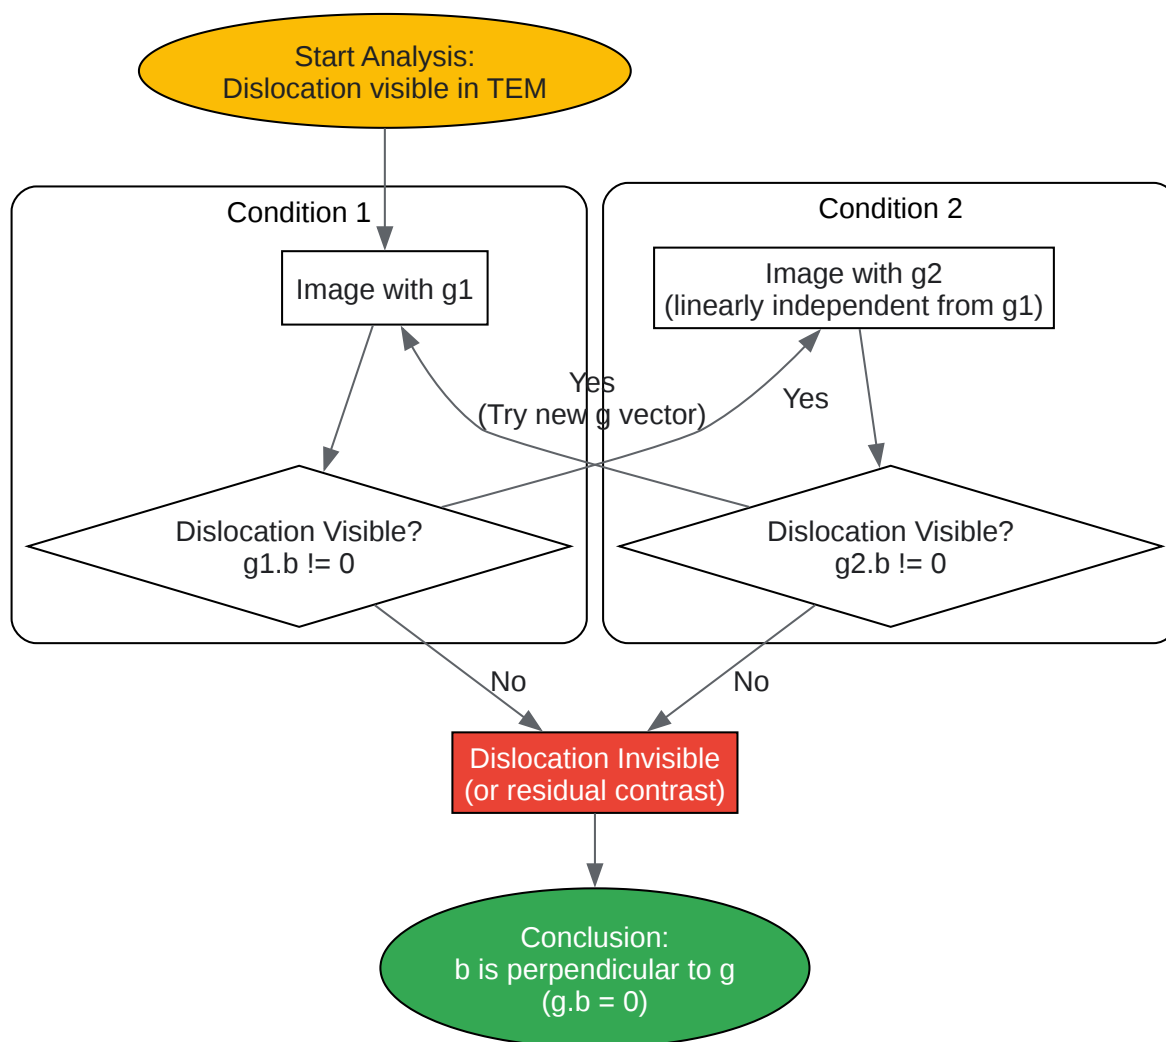 Start Analysis:
Dislocation visible in TEM
Condition 1
Condition 2
Image with g1
Image with g2
(linearly independent from g1)
Yes
(Try new g vector)
Yes
Dislocation Visible?
g1.b != 0
Dislocation Visible?
g2.b != 0
No
No
Dislocation Invisible
(or residual contrast)
Conclusion:
b is perpendicular to g
(g.b = 0)